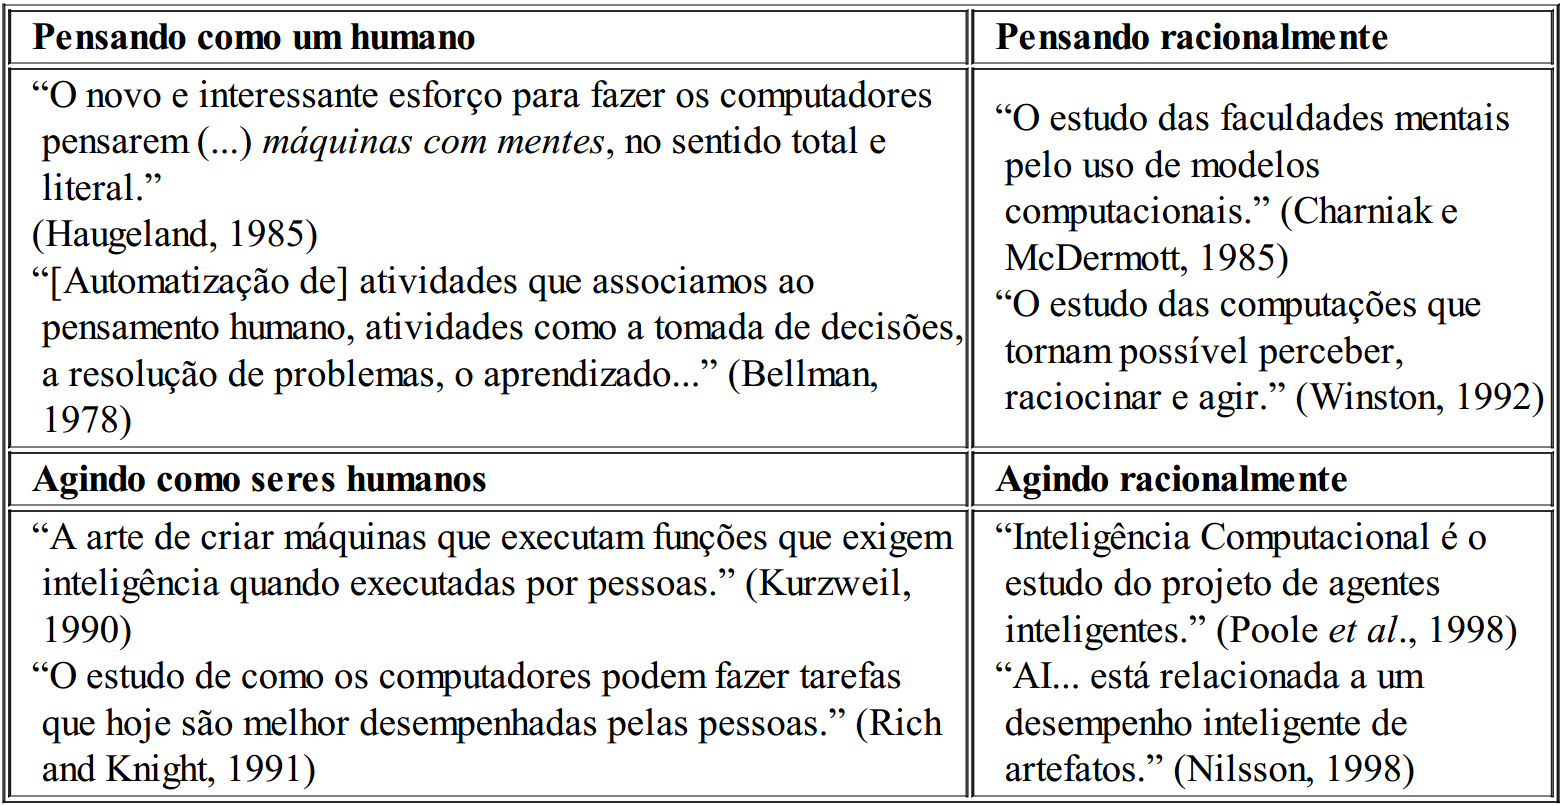 Pensando como um humano
“O novo e interessante esforço para fazer os computadores
pensarem (...) máquinas com mentes, no sentido total e
literal.”
(Haugeland, 1985)
“[Automatização de] atividades que associamos ao
pensamento humano, atividades como a tomada de decisões,
a resolução de problemas, o aprendizado...” (Bellman,
1978)
Pensando racionalmente
“O estudo das faculdades mentais
pelo uso de modelos
computacionais.” (Charniak e
McDermott, 1985)
“O estudo das computações que
tornam possível perceber,
raciocinar e agir.” (Winston, 1992)
Agindo como seres humanos
“A arte de criar máquinas que executam funções que exigem
inteligência quando executadas por pessoas.” (Kurzweil,
1990)
“O estudo de como os computadores podem fazer tarefas
que hoje são melhor desempenhadas pelas pessoas.” (Rich
and Knight, 1991)
Agindo racionalmente
“Inteligência Computacional é o
estudo do projeto de agentes
inteligentes.” (Poole et al., 1998)
“AI... está relacionada a um
desempenho inteligente de
artefatos.” (Nilsson, 1998)